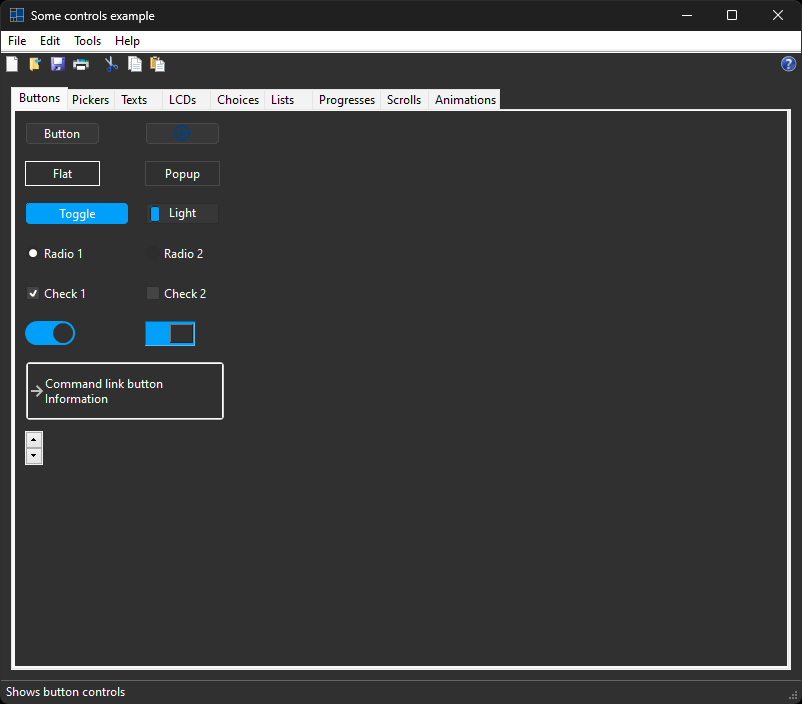 Some controls example
File Edit Tools Help
?
Buttons Pickers Texts LCDs Choices Lists Progresses Scrolls Animations
Button
Flat Popup
Toggle Light
Radio 1 Radio 2
Check 1 Check 2
Command link button
Information
Shows button controls